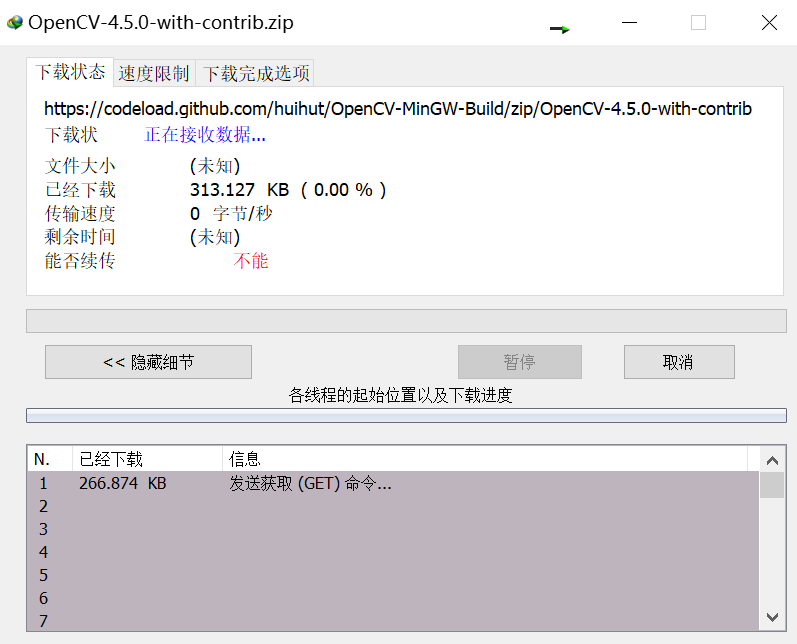 OpenCV-4.5.0-with-contrib.zip
下载状态 速度限制 下载完成选项
https://codeload.github.com/huihut/OpenCV-MinGW-Build/zip/OpenCV-4.5.0-with-contrib
下载状 正在接收数据...
文件大小 (未知)
已经下载 313.127 KB ( 0.00 % )
传输速度 0 字节/秒
剩余时间 (未知)
能否续传 不能
<< 隐藏细节 暂停 取消
各线程的起始位置以及下载进度
N. 已经下载 信息
1 266.874 KB 发送获取 (GET) 命令...
2
3
4
5
6
7